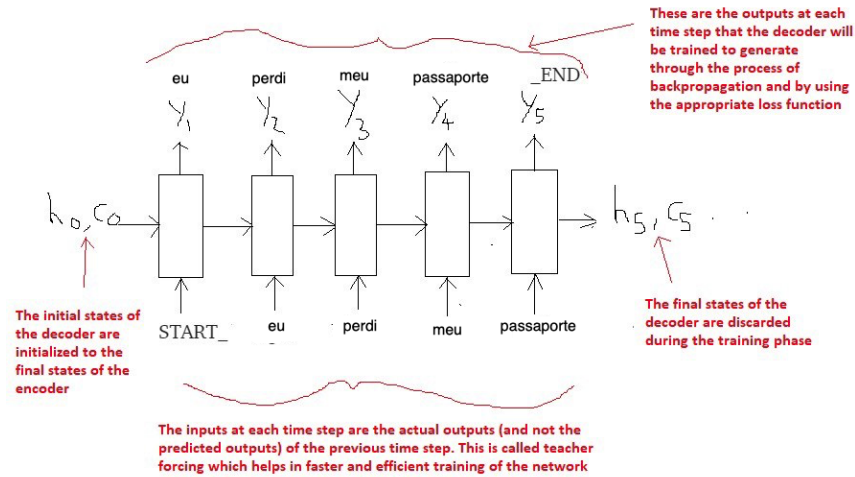 These are the outputs at each
time step that the decoder will
be trained to generate
through the process of
backpropagation and by using
the appropriate loss function
eu perdi meu passaporte _END
y1 y2 y3 y4 y5
h0, c0
h5, c5 . .
The initial states of
the decoder are
initialized to the
final states of the
encoder
The final states of the
decoder are discarded
during the training phase
START_ eu perdi meu passaporte
The inputs at each time step are the actual outputs (and not the
predicted outputs) of the previous time step. This is called teacher
forcing which helps in faster and efficient training of the network